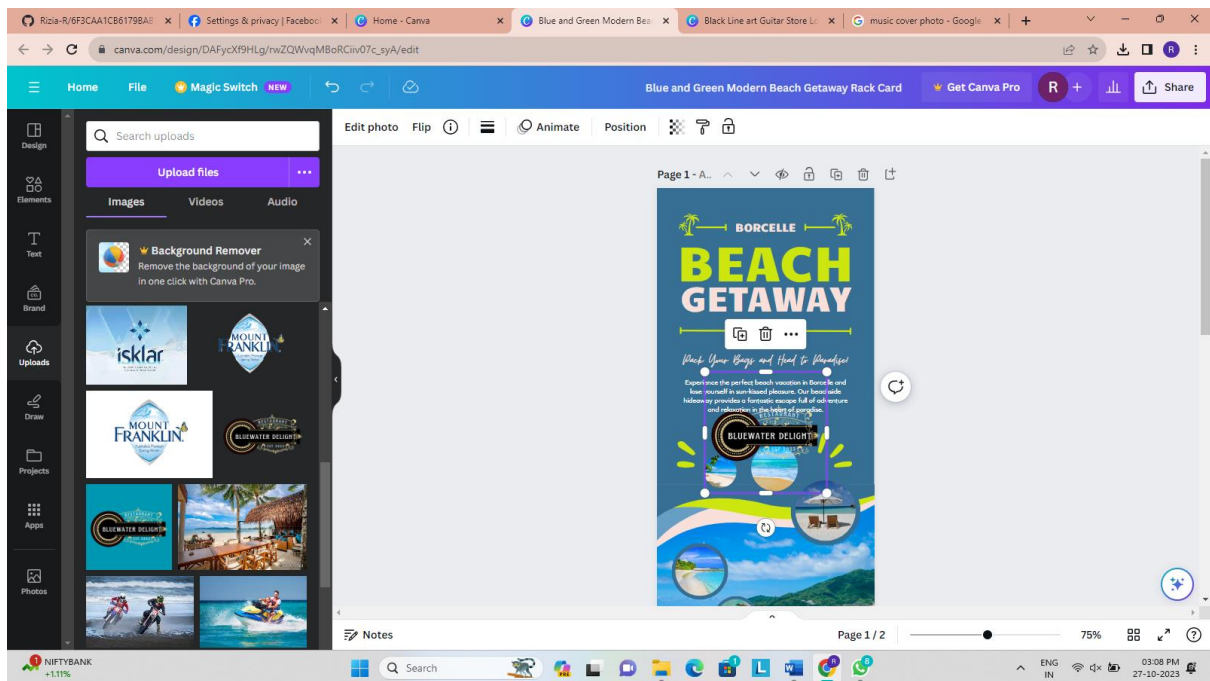 Rizia-R/6F3CAA1CB6179BAB
Settings & privacy | Faceboo
Home - Canva
Blue and Green Modern Bea
Black Line art Guitar Store Lo
music cover photo - Google
canva.com/design/DAFycXf9HLg/rwZQWvqMBoRCiiv07c_syA/edit
R
Home File Magic Switch NEW
Blue and Green Modern Beach Getaway Rack Card
Get Canva Pro
R
Share
Design
Elements
Text
Brand
Uploads
Draw
Projects
Apps
Photos
Search uploads
Upload files
Images Videos Audio
Background Remover
Remove the background of your image
in one click with Canva Pro.
isklar
MOUNT
FRANKLIN
MOUNT
FRANKLIN
BLUEWATER DELIGHT
BLUEWATER DELIGHT
Edit photo Flip Animate Position
Page 1 - A..
BORCELLE
BEACH
GETAWAY
Pack Your Bags and Head to Paradise!
Experience the perfect beach vacation in Borcelle and
lose yourself in sun-kissed pleasure. Our beachside
hideaway provides a fantastic escape full of adventure
and relaxation in the heart of paradise.
RESTAURANT
BLUEWATER DELIGHT
Notes
Page 1 / 2
75%
NIFTYBANK
+1.11%
Search
ENG
IN
03:08 PM
27-10-2023